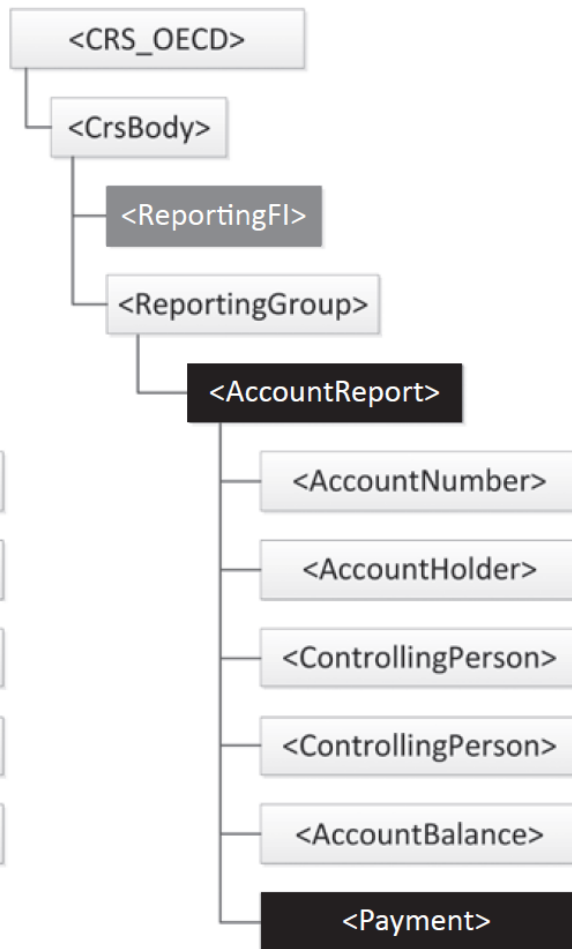 <CRS_OECD>
<CrsBody>
<ReportingFI>
<ReportingGroup>
<AccountReport>
<AccountNumber>
<AccountHolder>
<ControllingPerson>
<ControllingPerson>
<AccountBalance>
<Payment>